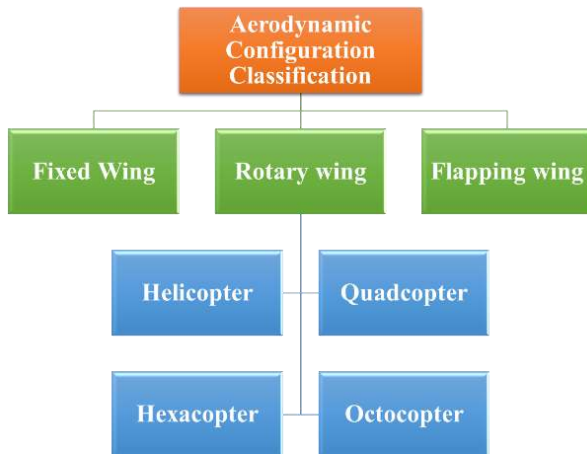 Aerodynamic
Configuration
Classification
Fixed Wing
Rotary wing
Flapping wing
Helicopter
Quadcopter
Hexacopter
Octocopter